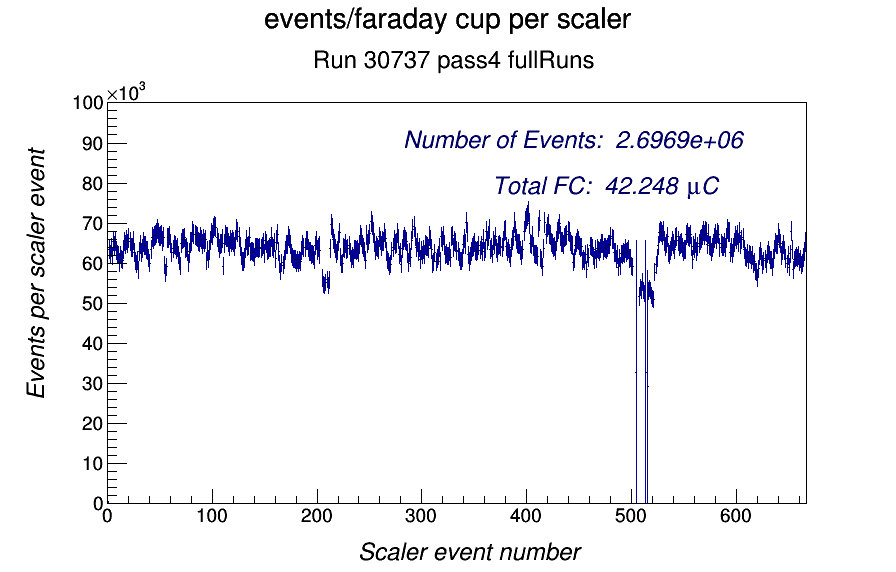 events/faraday cup per scaler
Run 30737 pass4 fullRuns
×10³
100
90
80
70
60
50
40
30
20
10
0
Events per scaler event
Number of Events: 2.6969e+06
Total FC: 42.248 μC
0 100 200 300 400 500 600
Scaler event number